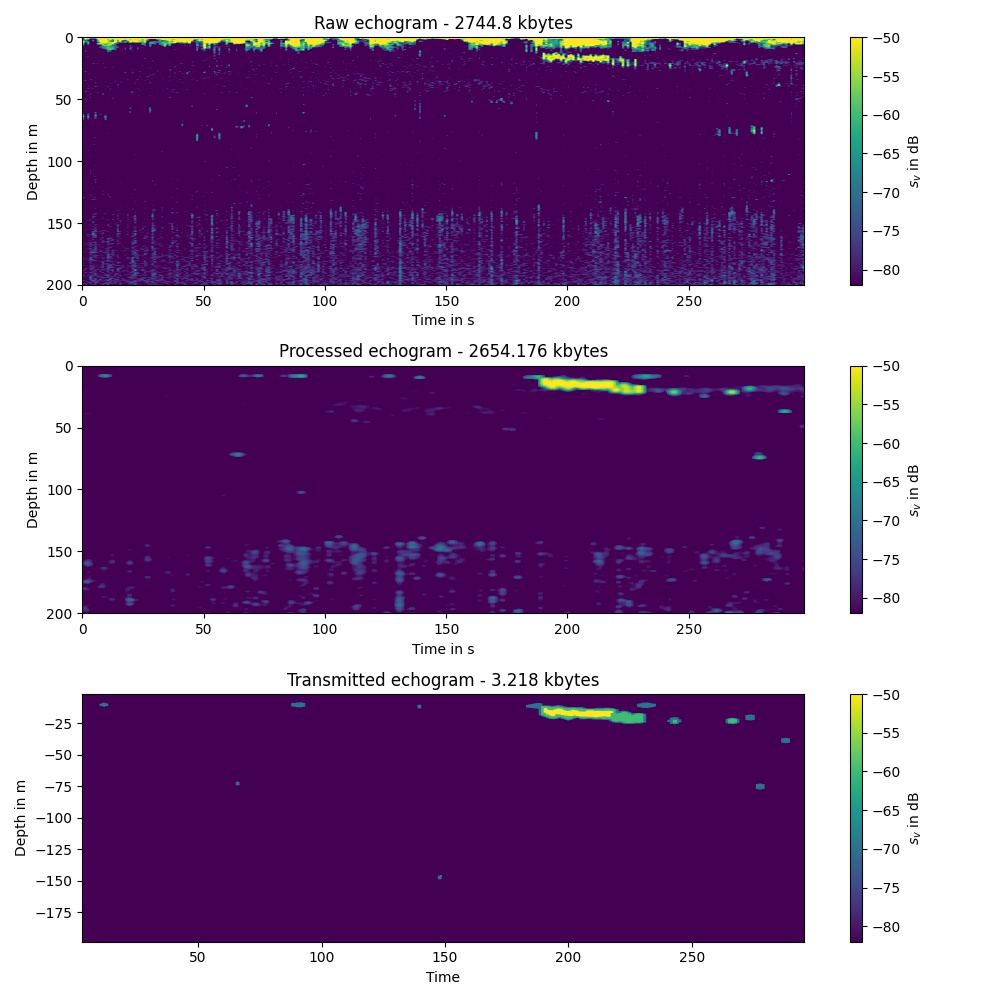 Raw echogram - 2744.8 kbytes
0
50
100
150
200
Depth in m
0 50 100 150 200 250
Time in s
−50
−55
−60
−65
−70
−75
−80
sv in dB
Processed echogram - 2654.176 kbytes
0
50
100
150
200
Depth in m
0 50 100 150 200 250
Time in s
−50
−55
−60
−65
−70
−75
−80
sv in dB
Transmitted echogram - 3.218 kbytes
−25
−50
−75
−100
−125
−150
−175
Depth in m
50 100 150 200 250
Time
−50
−55
−60
−65
−70
−75
−80
sv in dB